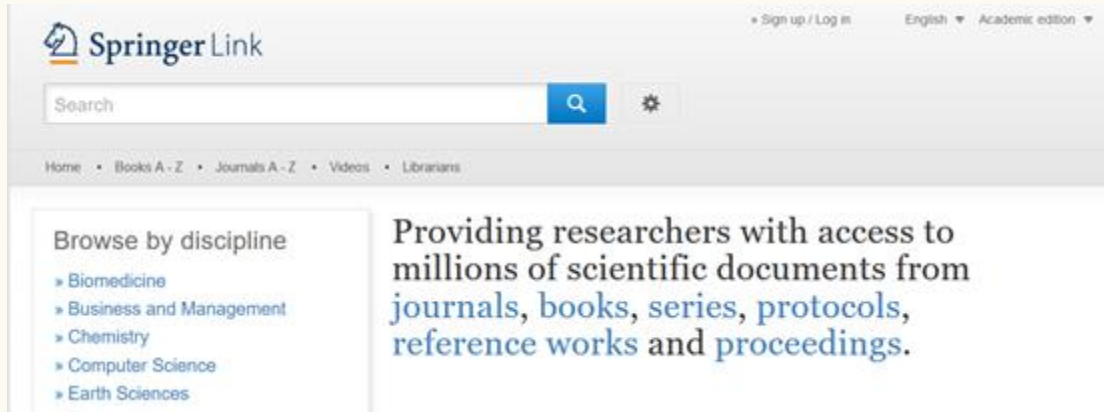 » Sign up / Log in English ▼ Academic edition ▼
Springer Link
Search
Home • Books A - Z • Journals A - Z • Videos • Librarians
Browse by discipline
» Biomedicine
» Business and Management
» Chemistry
» Computer Science
» Earth Sciences
Providing researchers with access to
millions of scientific documents from
journals, books, series, protocols,
reference works and proceedings.